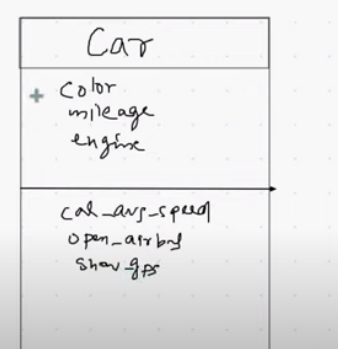 Car
+ color
mileage
engine
cal_avg_speed
open_airbag
show_gps